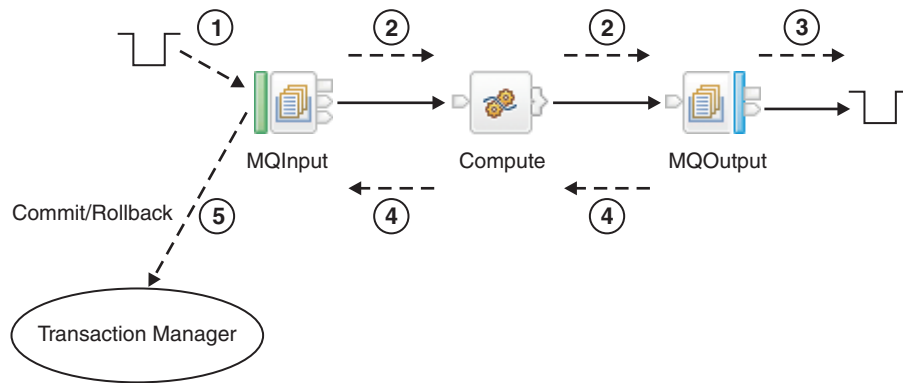 1
2
2
3
MQInput
Compute
MQOutput
4
4
Commit/Rollback
5
Transaction Manager